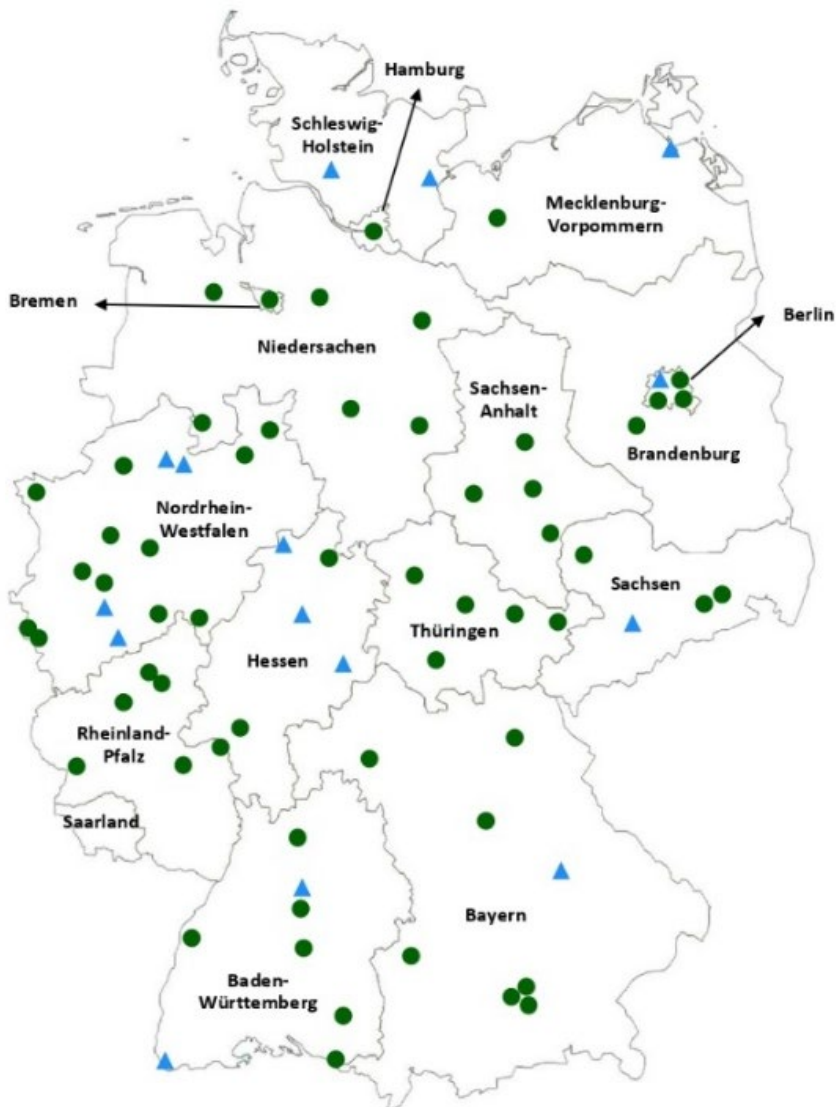 Hamburg
Schleswig-
Holstein
Mecklenburg-
Vorpommern
Bremen
Berlin
Niedersachen
Sachsen-
Anhalt
Brandenburg
Nordrhein-
Westfalen
Sachsen
Thüringen
Hessen
Rheinland-
Pfalz
Saarland
Bayern
Baden-
Württemberg